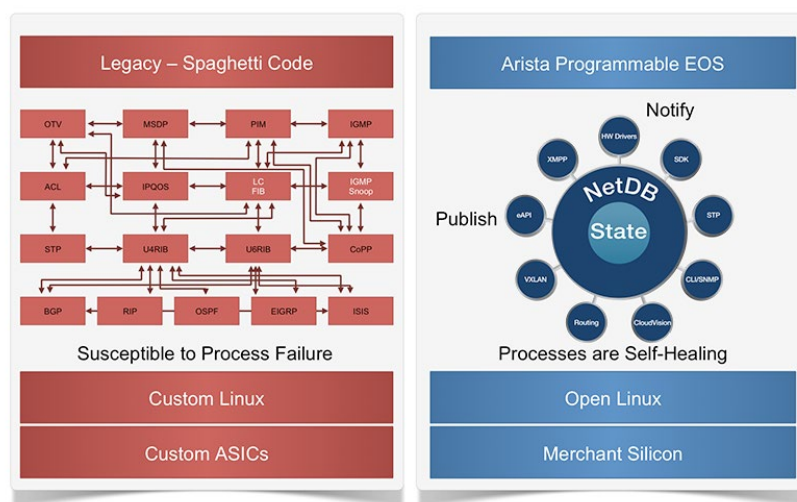 Legacy – Spaghetti Code
OTV
MSDP
PIM
IGMP
ACL
IPQOS
LC
FIB
IGMP
Snoop
STP
U4RIB
U6RIB
CoPP
BGP
RIP
OSPF
EIGRP
ISIS
Susceptible to Process Failure
Custom Linux
Custom ASICs
Arista Programmable EOS
Notify
HW Drivers
XMPP
SDK
NetDB
Publish
eAPI
State
STP
VXLAN
CLI/SNMP
Routing
CloudVision
Processes are Self-Healing
Open Linux
Merchant Silicon